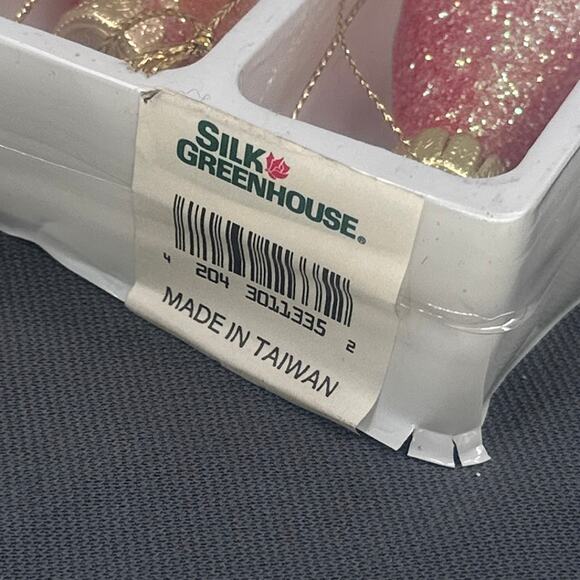 SILK
GREENHOUSE®
4 204 3011335 2
MADE IN TAIWAN